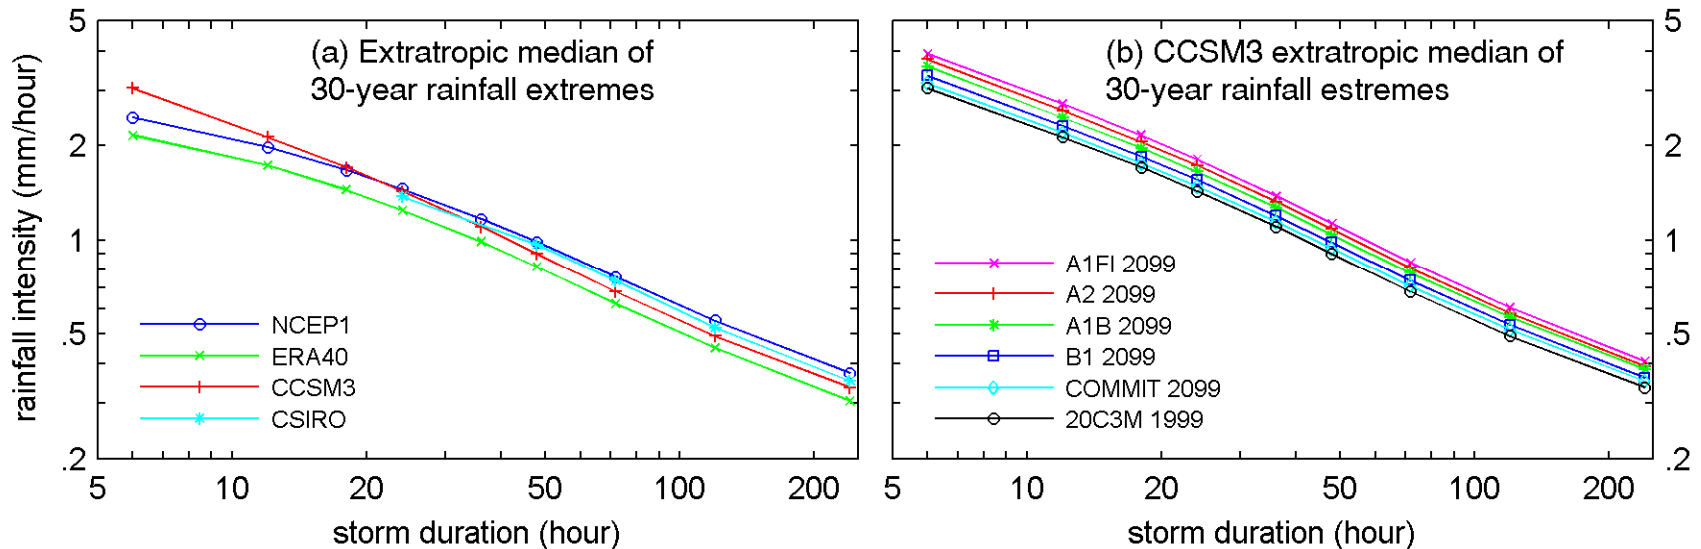 (a) Extratropic median of
30-year rainfall extremes
rainfall intensity (mm/hour)
5
2
1
.5
.2
NCEP1
ERA40
CCSM3
CSIRO
5 10 20 50 100 200
storm duration (hour)
(b) CCSM3 extratropic median of
30-year rainfall estremes
A1FI 2099
A2 2099
A1B 2099
B1 2099
COMMIT 2099
20C3M 1999
5
2
1
.5
.2
5 10 20 50 100 200
storm duration (hour)